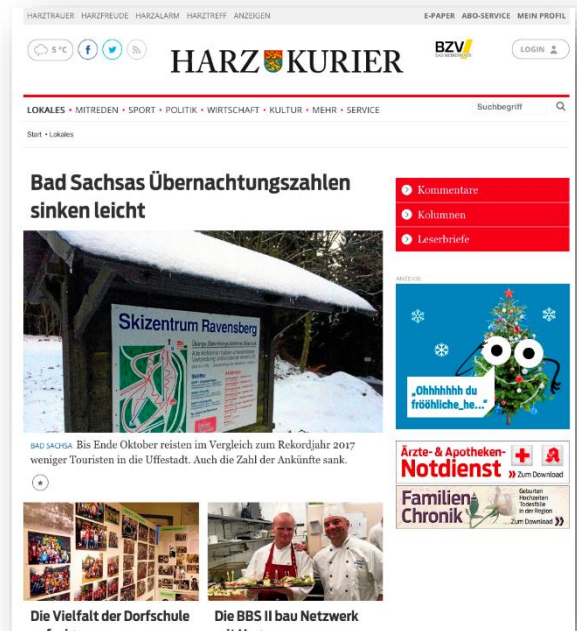 HARZTRAUER HARZFREUDE HARZALARM HARZTREFF ANZEIGEN
E-PAPER ABO-SERVICE MEIN PROFIL
5 °C
HARZ KURIER
BZV
LOGIN
LOKALES • MITREDEN • SPORT • POLITIK • WIRTSCHAFT • KULTUR • MEHR • SERVICE
Suchbegriff
Start • Lokales
Bad Sachsas Übernachtungszahlen
sinken leicht
Skizentrum Ravensberg
BAD SACHSA Bis Ende Oktober reisten im Vergleich zum Rekordjahr 2017
weniger Touristen in die Uffestadt. Auch die Zahl der Ankünfte sank.
Die Vielfalt der Dorfschule
Die BBS II bau Netzwerk
Kommentare
Kolumnen
Leserbriefe
ANZEIGE
„Ohhhhhhh du
frööhliche_he...“
Ärzte- & Apotheken-
Notdienst
Zum Download
Familien-
Chronik
Geburten
Hochzeiten
Todesfälle
in der Region
Zum Download